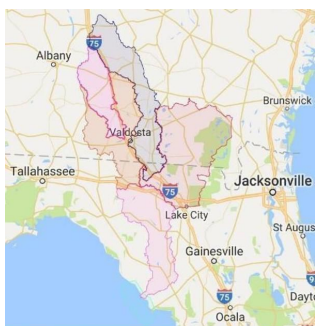 75
Albany
Brunswick
Valdosta
Tallahassee
75
Jacksonville
Lake City
St Augus
Gainesville
75
Dayto
Ocala